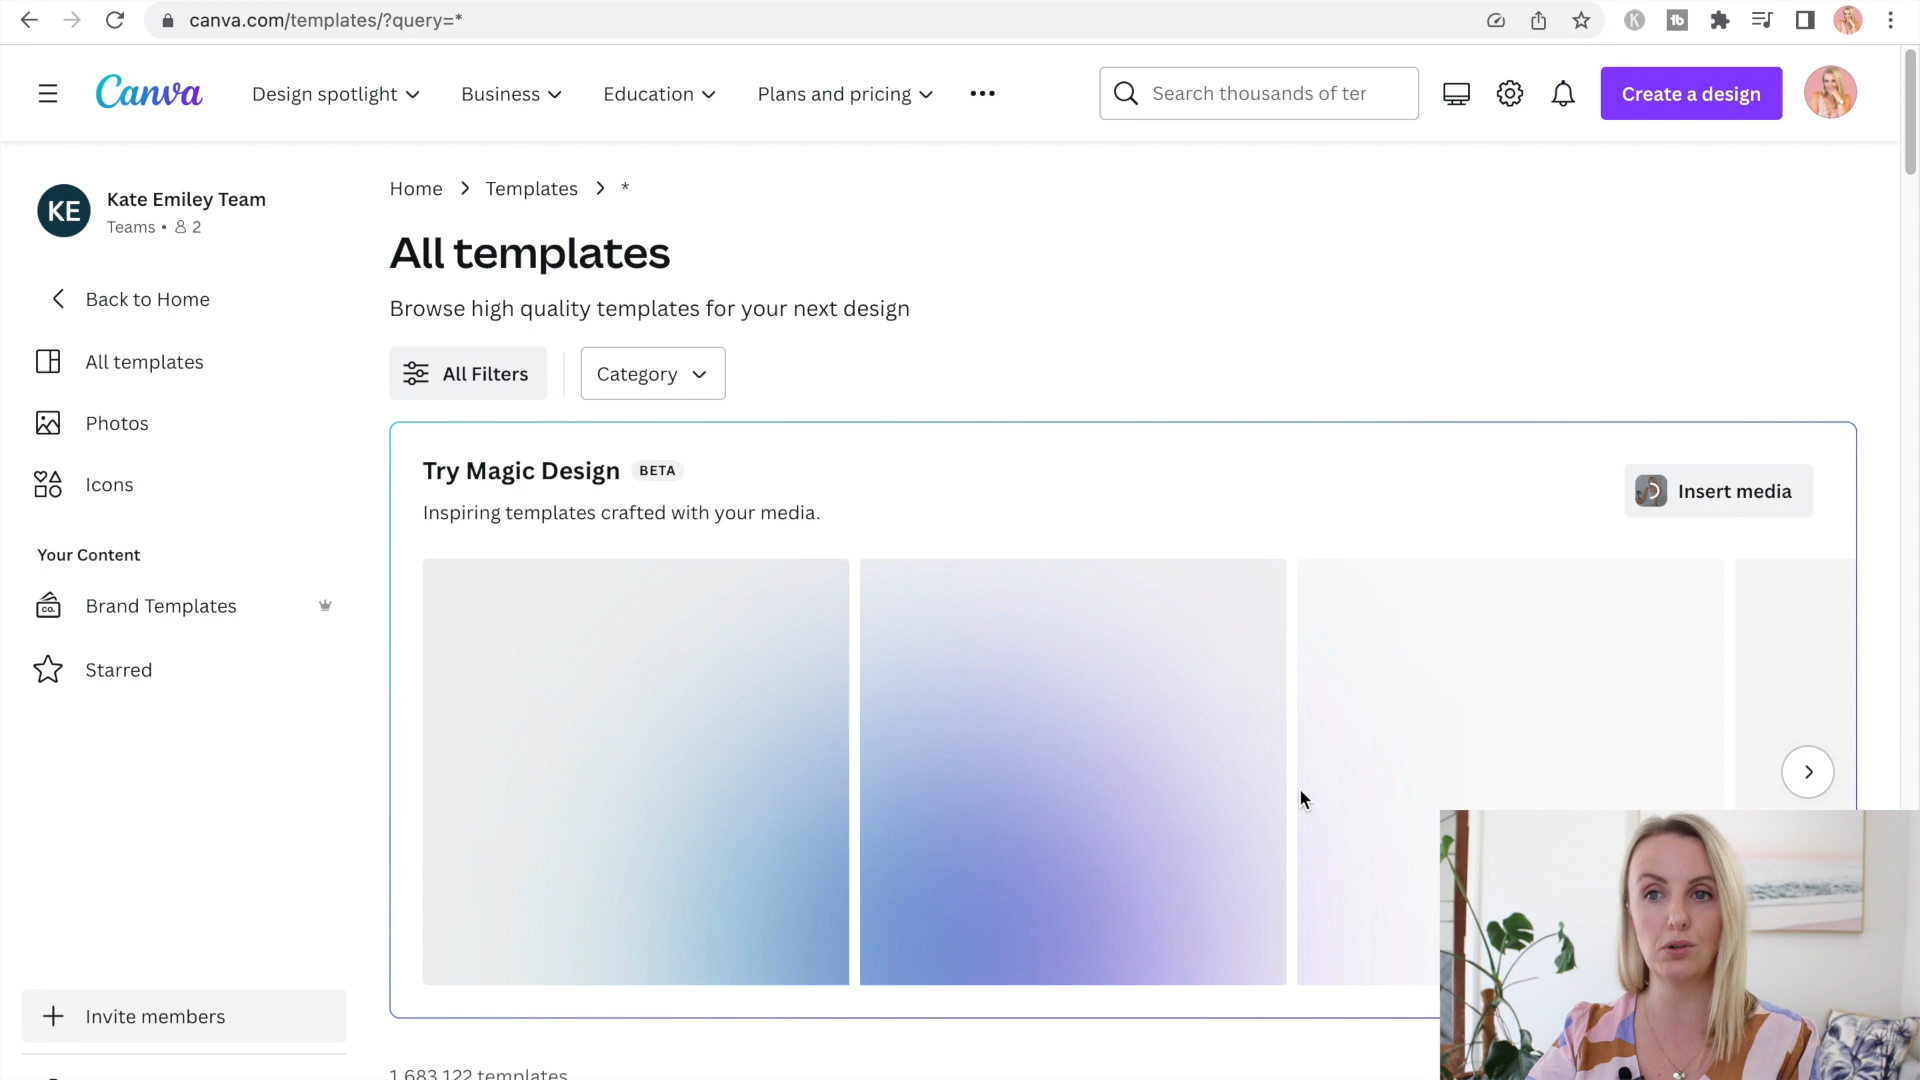 canva.com/templates/?query=*
Canva
Design spotlight
Business
Education
Plans and pricing
Search thousands of ter
Create a design
KE
Kate Emiley Team
Teams • 2
Home > Templates > *
All templates
Browse high quality templates for your next design
Back to Home
All templates
Photos
Icons
Your Content
CO.
Brand Templates
Starred
Invite members
All Filters
Category
Try Magic Design BETA
Inspiring templates crafted with your media.
Insert media
1,683,122 templates
K
tb